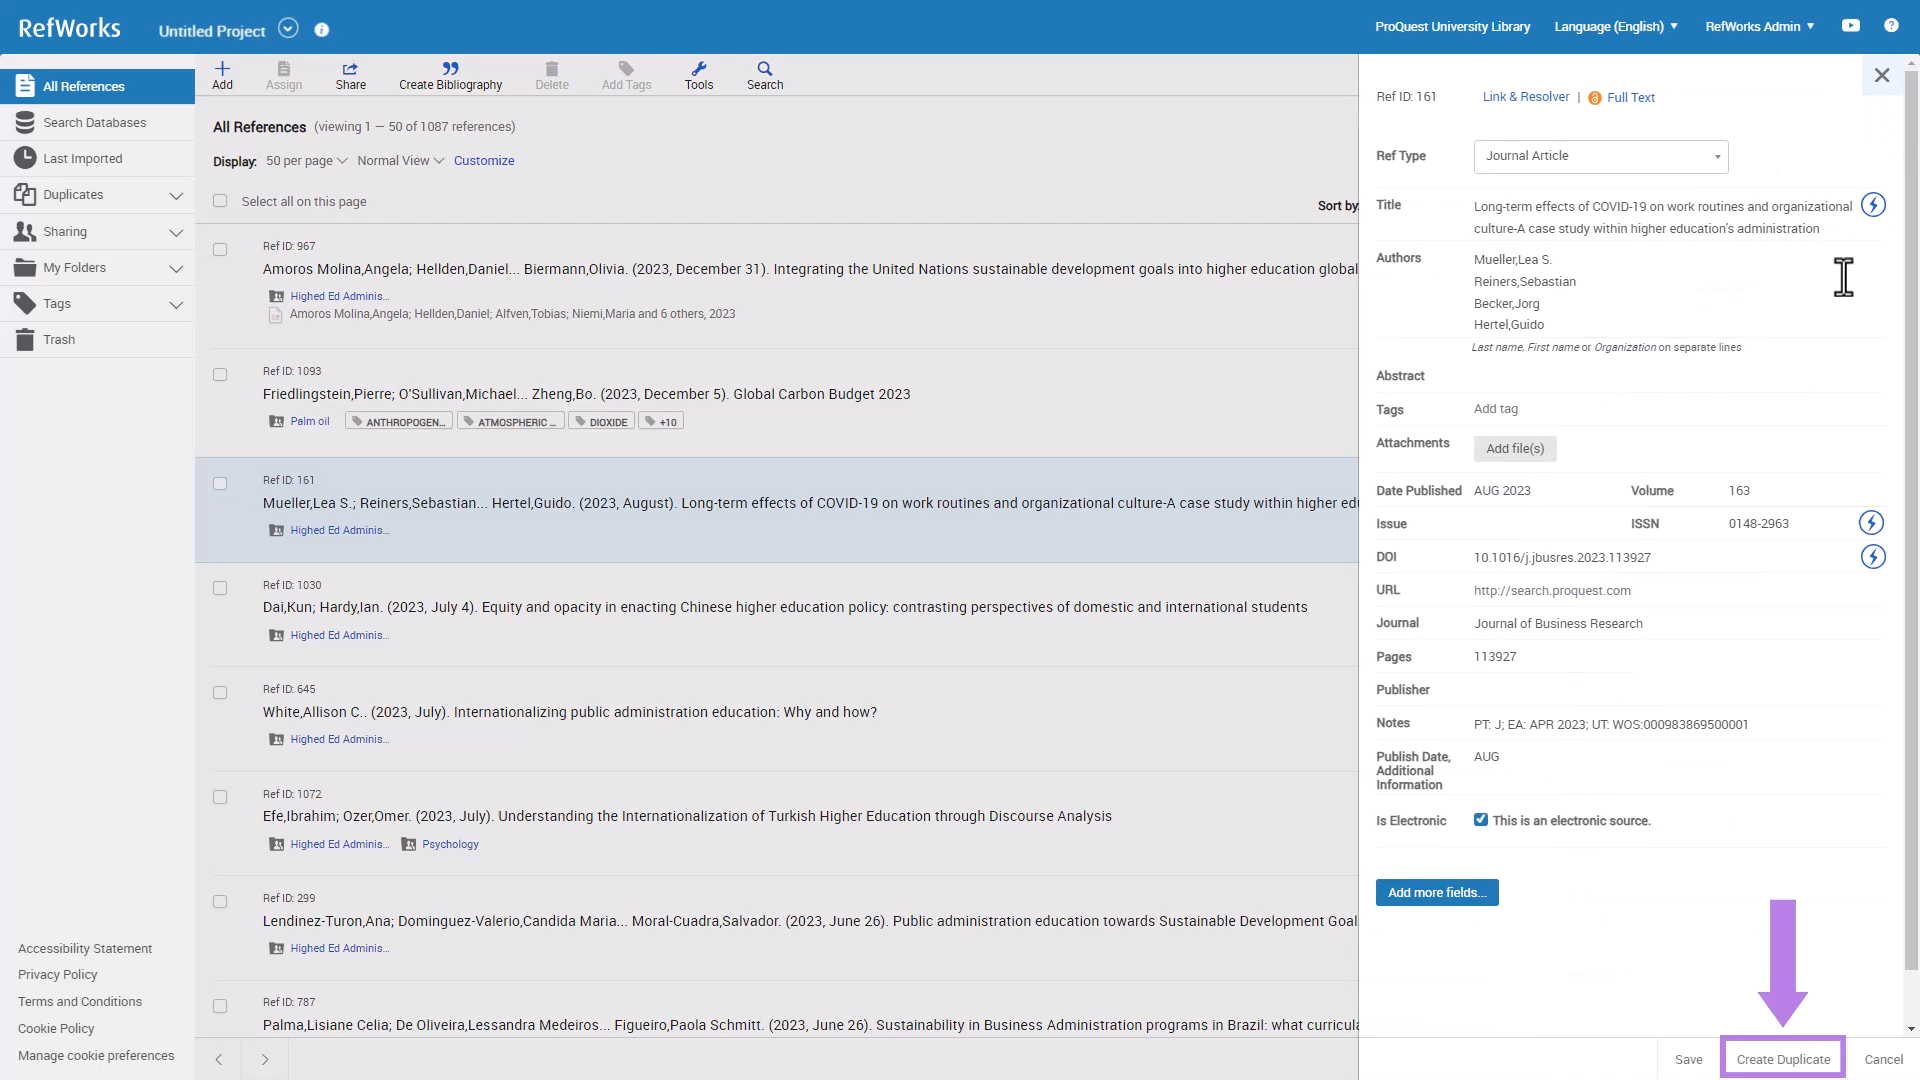 RefWorks
Untitled Project
ProQuest University Library
Language (English)
RefWorks Admin
All References
Search Databases
Last Imported
Duplicates
Sharing
My Folders
Tags
Trash
Accessibility Statement
Privacy Policy
Terms and Conditions
Cookie Policy
Manage cookie preferences
Add
Assign
Share
Create Bibliography
Delete
Add Tags
Tools
Search
All References (viewing 1 — 50 of 1087 references)
Display: 50 per page Normal View Customize
Select all on this page
Sort by:
Ref ID: 967
Amoros Molina,Angela; Hellden,Daniel... Biermann,Olivia. (2023, December 31). Integrating the United Nations sustainable development goals into higher education global
Highed Ed Adminis...
Amoros Molina,Angela; Hellden,Daniel; Alfven,Tobias; Niemi,Maria and 6 others, 2023
Ref ID: 1093
Friedlingstein,Pierre; O'Sullivan,Michael... Zheng,Bo. (2023, December 5). Global Carbon Budget 2023
Palm oil ANTHROPOGEN... ATMOSPHERIC ... DIOXIDE +10
Ref ID: 161
Mueller,Lea S.; Reiners,Sebastian... Hertel,Guido. (2023, August). Long-term effects of COVID-19 on work routines and organizational culture-A case study within higher edu
Highed Ed Adminis...
Ref ID: 1030
Dai,Kun; Hardy,Ian. (2023, July 4). Equity and opacity in enacting Chinese higher education policy: contrasting perspectives of domestic and international students
Highed Ed Adminis...
Ref ID: 645
White,Allison C.. (2023, July). Internationalizing public administration education: Why and how?
Highed Ed Adminis...
Ref ID: 1072
Efe,Ibrahim; Ozer,Omer. (2023, July). Understanding the Internationalization of Turkish Higher Education through Discourse Analysis
Highed Ed Adminis... Psychology
Ref ID: 299
Lendinez-Turon,Ana; Dominguez-Valerio,Candida Maria... Moral-Cuadra,Salvador. (2023, June 26). Public administration education towards Sustainable Development Goal
Highed Ed Adminis...
Ref ID: 787
Palma,Lisiane Celia; De Oliveira,Lessandra Medeiros... Figueiro,Paola Schmitt. (2023, June 26). Sustainability in Business Administration programs in Brazil: what curricula
Ref ID: 161 Link & Resolver | Full Text
Ref Type Journal Article
Title Long-term effects of COVID-19 on work routines and organizational
culture-A case study within higher education's administration
Authors Mueller,Lea S.
Reiners,Sebastian
Becker,Jorg
Hertel,Guido
Last name, First name or Organization on separate lines
Abstract
Tags Add tag
Attachments Add file(s)
Date Published AUG 2023 Volume 163
Issue ISSN 0148-2963
DOI 10.1016/j.jbusres.2023.113927
URL http://search.proquest.com
Journal Journal of Business Research
Pages 113927
Publisher
Notes PT: J; EA: APR 2023; UT: WOS:000983869500001
Publish Date, AUG
Additional
Information
Is Electronic This is an electronic source.
Add more fields...
Save Create Duplicate Cancel